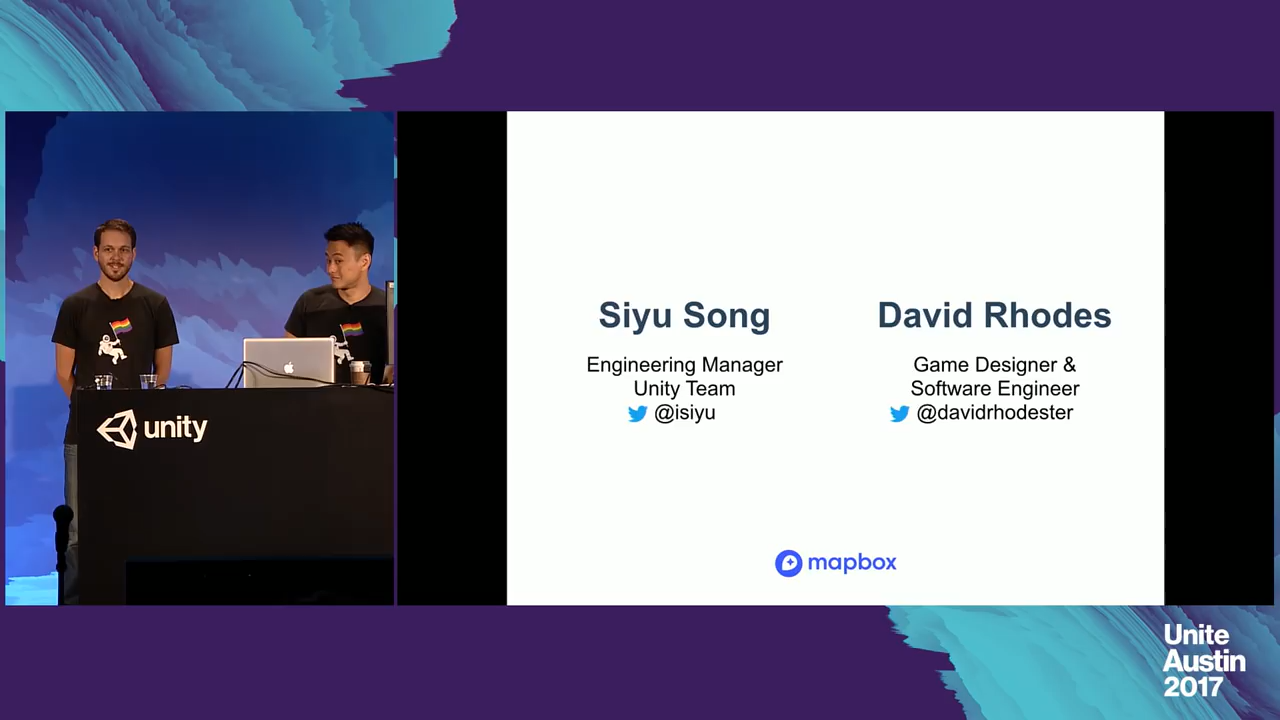 unity
Siyu Song
Engineering Manager
Unity Team
@isiyu
David Rhodes
Game Designer &
Software Engineer
@davidrhodester
mapbox
Unite
Austin
2017